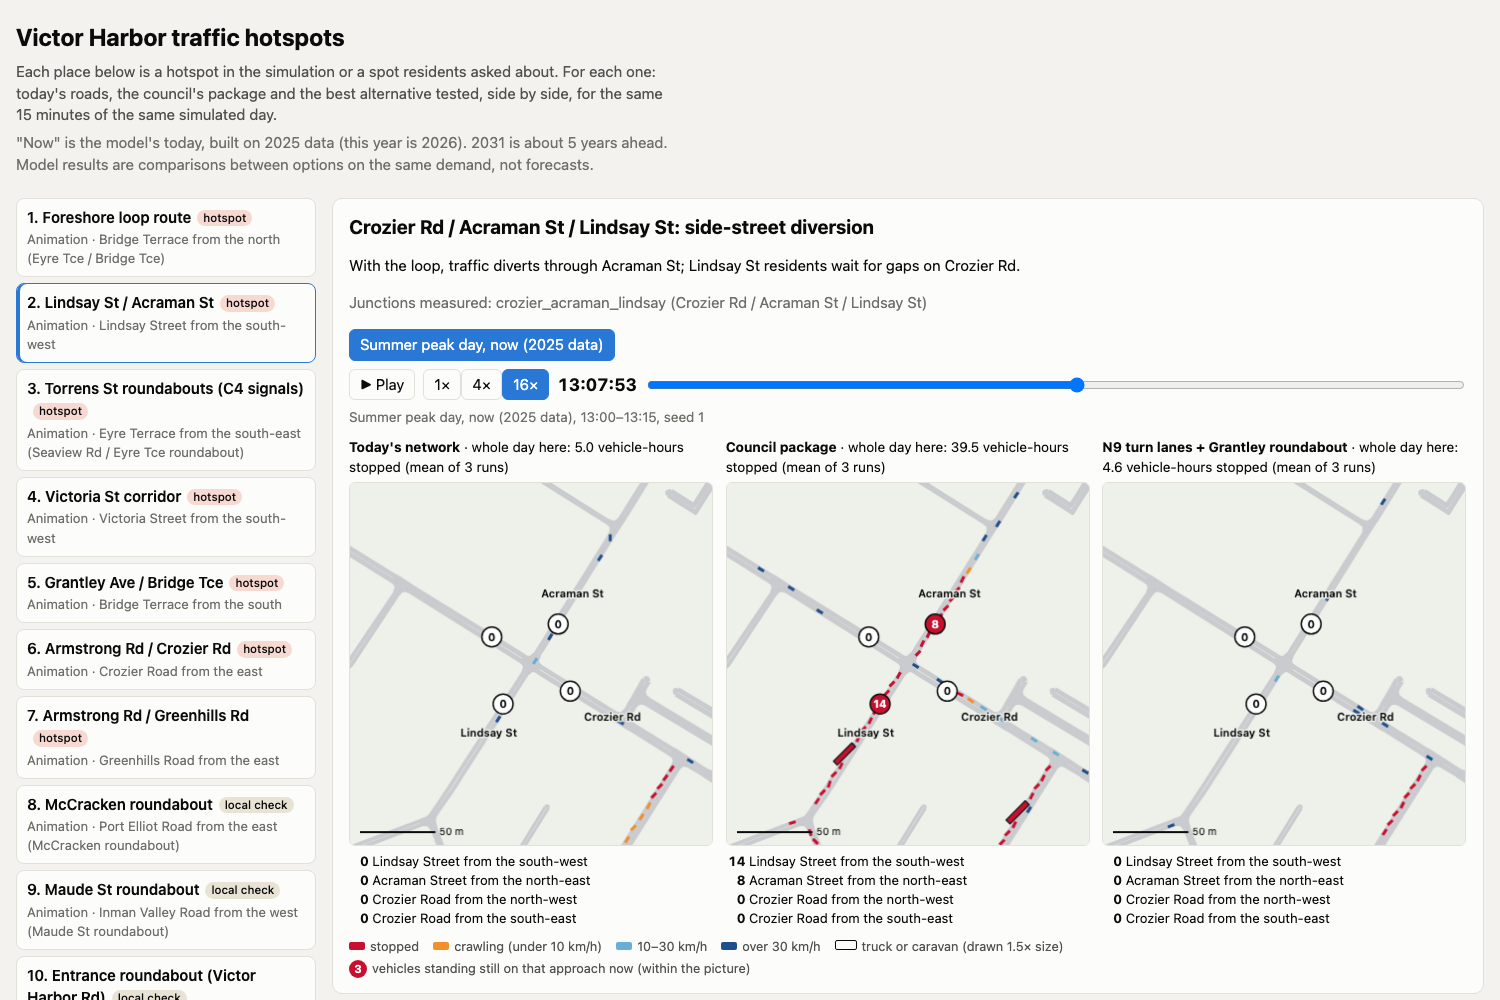 Victor Harbor traffic hotspots
Each place below is a hotspot in the simulation or a spot residents asked about. For each one:
today's roads, the council's package and the best alternative tested, side by side, for the same
15 minutes of the same simulated day.
"Now" is the model's today, built on 2025 data (this year is 2026). 2031 is about 5 years ahead.
Model results are comparisons between options on the same demand, not forecasts.
1. Foreshore loop route hotspot
Animation · Bridge Terrace from the north
(Eyre Tce / Bridge Tce)
2. Lindsay St / Acraman St hotspot
Animation · Lindsay Street from the south-
west
3. Torrens St roundabouts (C4 signals)
hotspot
Animation · Eyre Terrace from the south-east
(Seaview Rd / Eyre Tce roundabout)
4. Victoria St corridor hotspot
Animation · Victoria Street from the south-
west
5. Grantley Ave / Bridge Tce hotspot
Animation · Bridge Terrace from the south
6. Armstrong Rd / Crozier Rd hotspot
Animation · Crozier Road from the east
7. Armstrong Rd / Greenhills Rd
hotspot
Animation · Greenhills Road from the east
8. McCracken roundabout local check
Animation · Port Elliot Road from the east
(McCracken roundabout)
9. Maude St roundabout local check
Animation · Inman Valley Road from the west
(Maude St roundabout)
10. Entrance roundabout (Victor
Harbor Rd) local check
Crozier Rd / Acraman St / Lindsay St: side-street diversion
With the loop, traffic diverts through Acraman St; Lindsay St residents wait for gaps on Crozier Rd.
Junctions measured: crozier_acraman_lindsay (Crozier Rd / Acraman St / Lindsay St)
Summer peak day, now (2025 data)
▶ Play 1× 4× 16× 13:07:53
Summer peak day, now (2025 data), 13:00–13:15, seed 1
Today's network · whole day here: 5.0 vehicle-hours
stopped (mean of 3 runs)
Acraman St
0
0
0
0
Crozier Rd
Lindsay St
50 m
0 Lindsay Street from the south-west
0 Acraman Street from the north-east
0 Crozier Road from the north-west
0 Crozier Road from the south-east
Council package · whole day here: 39.5 vehicle-hours
stopped (mean of 3 runs)
Acraman St
8
0
0
14
Crozier Rd
Lindsay St
50 m
14 Lindsay Street from the south-west
8 Acraman Street from the north-east
0 Crozier Road from the north-west
0 Crozier Road from the south-east
N9 turn lanes + Grantley roundabout · whole day here:
4.6 vehicle-hours stopped (mean of 3 runs)
Acraman St
0
0
0
0
Crozier Rd
Lindsay St
50 m
0 Lindsay Street from the south-west
0 Acraman Street from the north-east
0 Crozier Road from the north-west
0 Crozier Road from the south-east
stopped crawling (under 10 km/h) 10–30 km/h over 30 km/h truck or caravan (drawn 1.5× size)
3 vehicles standing still on that approach now (within the picture)